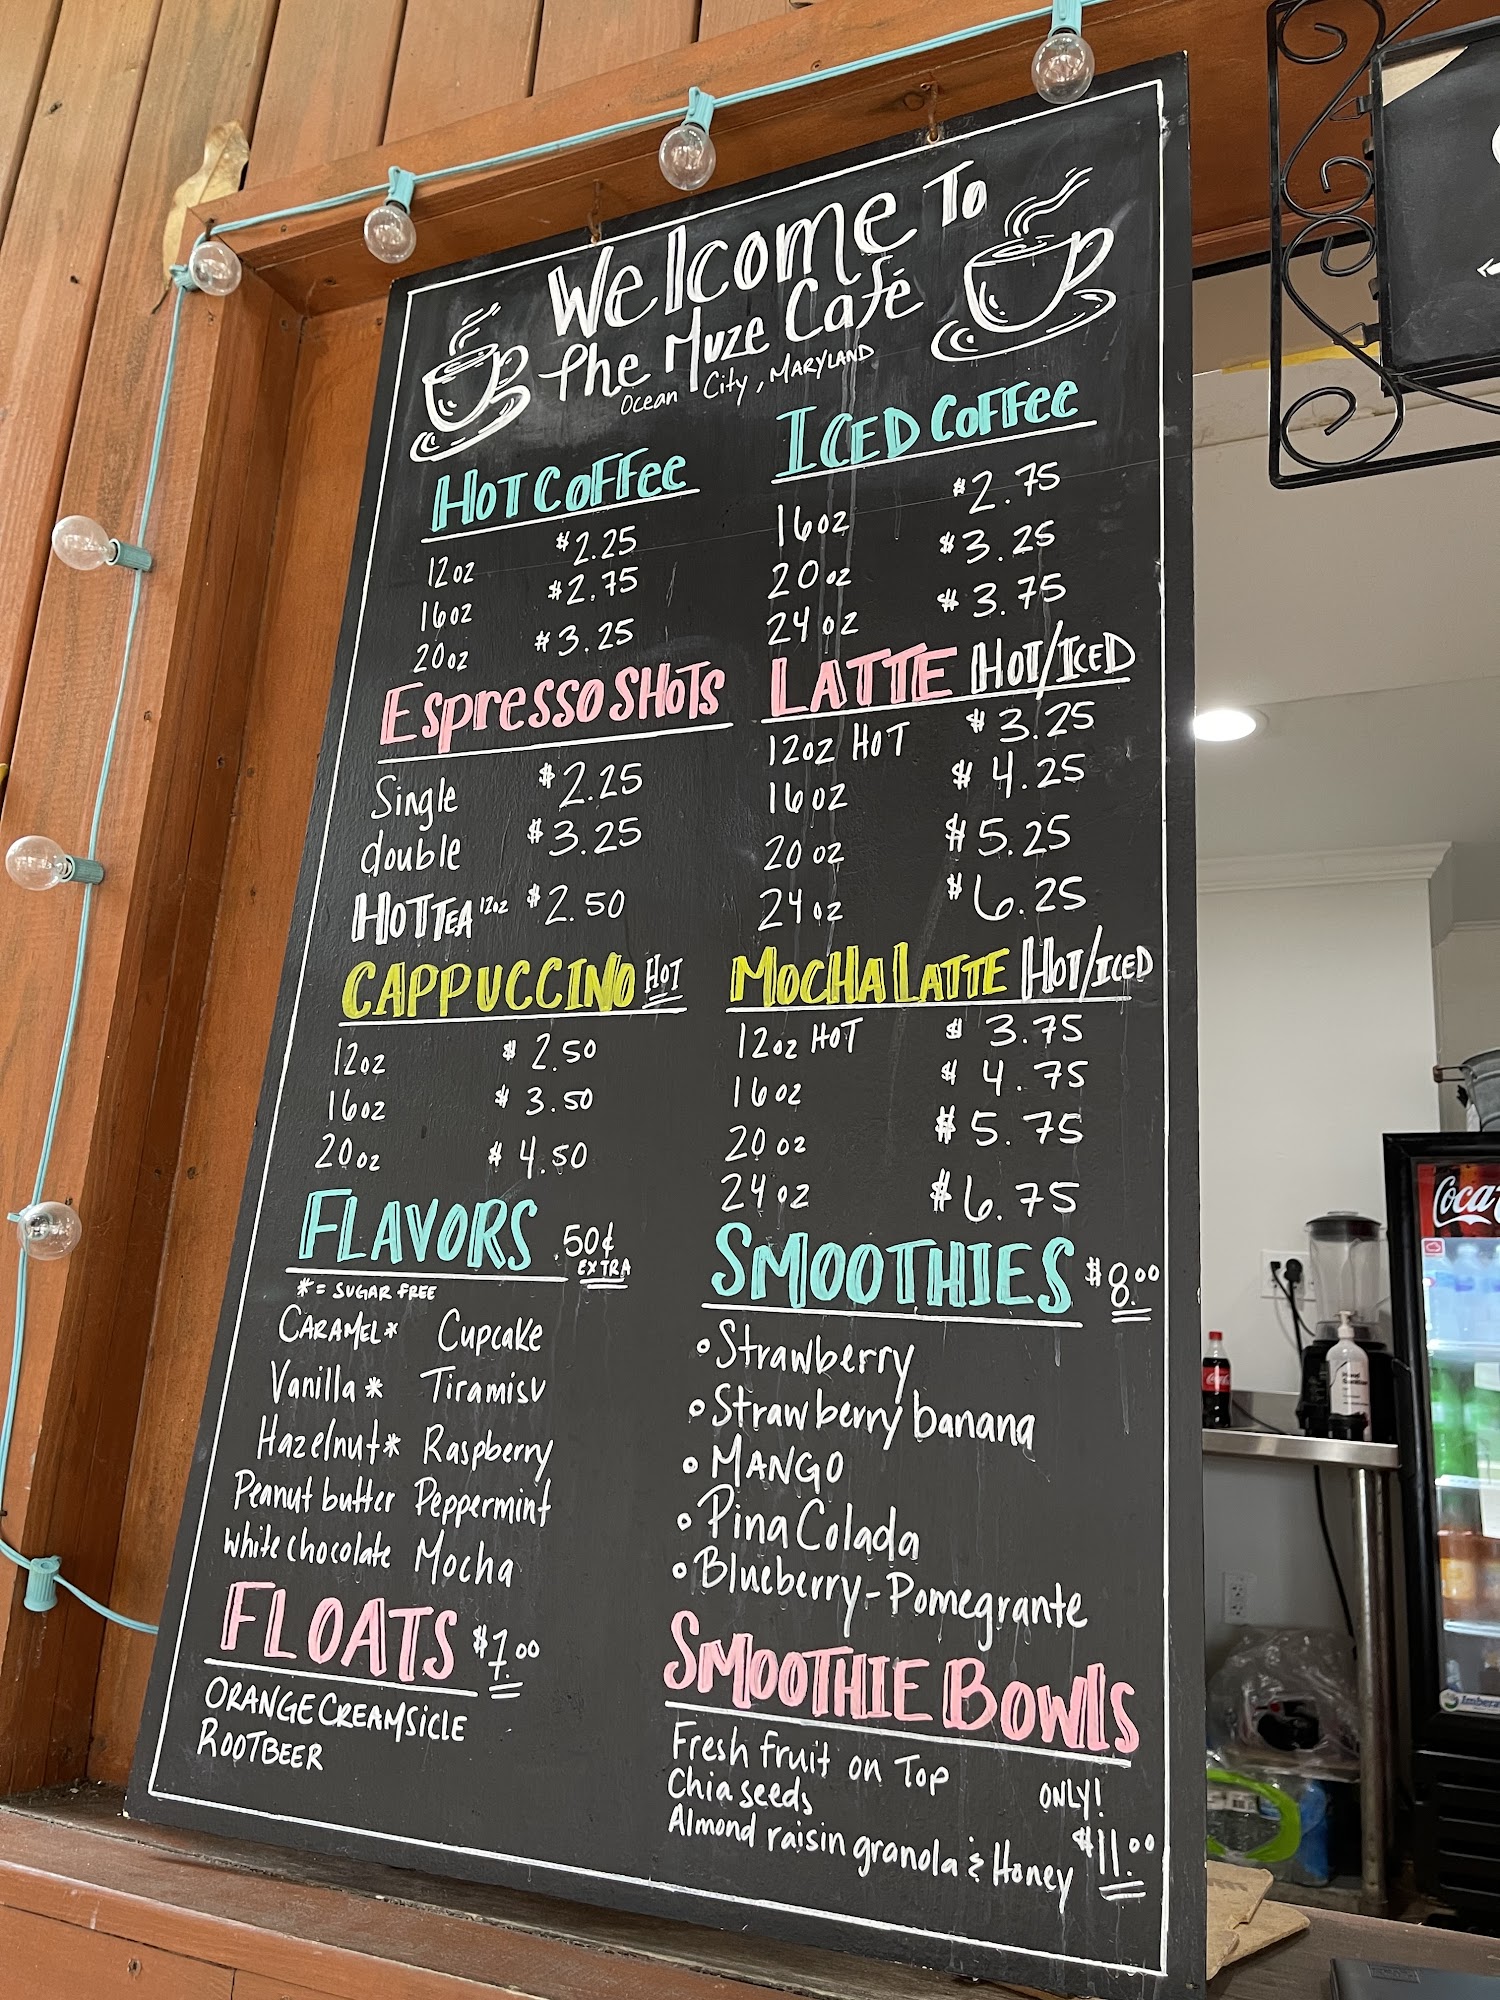 Welcome To
The Muze Café
Ocean City, MARYLAND
HOT COFFee
12oz $2.25
16oz $2.75
20oz $3.25
ICED COFFee
16oz $2.75
20oz $3.25
24oz $3.75
Espresso SHOTS
Single $2.25
double $3.25
HOT TEA 12oz $2.50
LATTE HOT/ICED
12oz HOT $3.25
16oz $4.25
20oz $5.25
24oz $6.25
CAPPUCCINO HOT
12oz $2.50
16oz $3.50
20oz $4.50
MOCHA LATTE HOT/ICED
12oz HOT $3.75
16oz $4.75
20oz $5.75
24oz $6.75
FLAVORS .50¢ EXTRA
*= SUGAR FREE
CARAMEL* Cupcake
Vanilla* Tiramisu
Hazelnut* Raspberry
Peanut butter Peppermint
white chocolate Mocha
FLOATS $7.00
ORANGE CREAMSICLE
ROOTBEER
SMOOTHIES $8.00
• Strawberry
• Strawberry banana
• MANGO
• Pina Colada
• Blueberry-Pomegrante
SMOOTHIE BOWlS
Fresh fruit on Top
Chia seeds ONLY!
Almond raisin granola & Honey $11.00
Coca